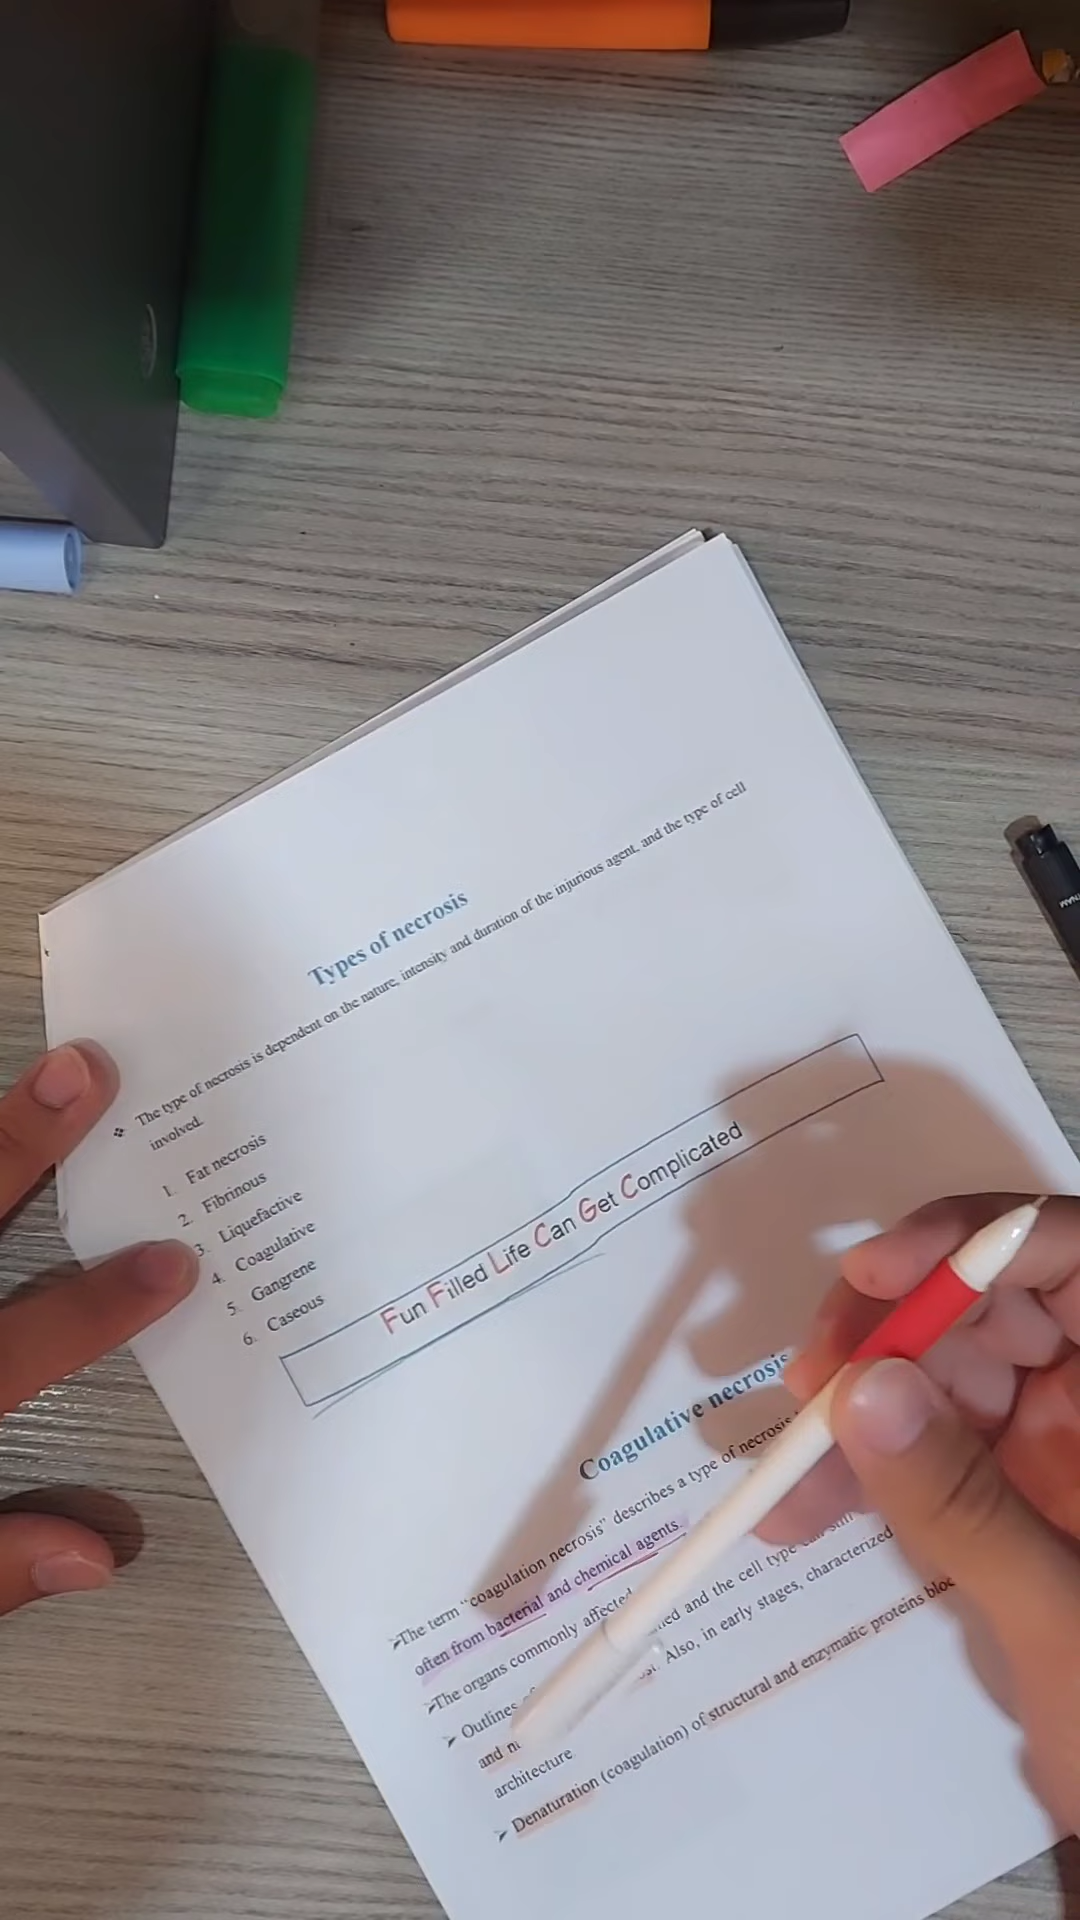 Types of necrosis
❖ The type of necrosis is dependent on the nature, intensity and duration of the injurious agent, and the type of cell
involved.
1. Fat necrosis
2. Fibrinous
3. Liquefactive
4. Coagulative
5. Gangrene
6. Caseous
Fun Filled Life Can Get Complicated
Coagulative necrosis
➢The term "coagulation necrosis" describes a type of necrosis
often from bacterial and chemical agents.
➢The organs commonly affected
➢ Outlines and the cell type can still
and Also, in early stages, characterized
architecture
➢ Denaturation (coagulation) of structural and enzymatic proteins